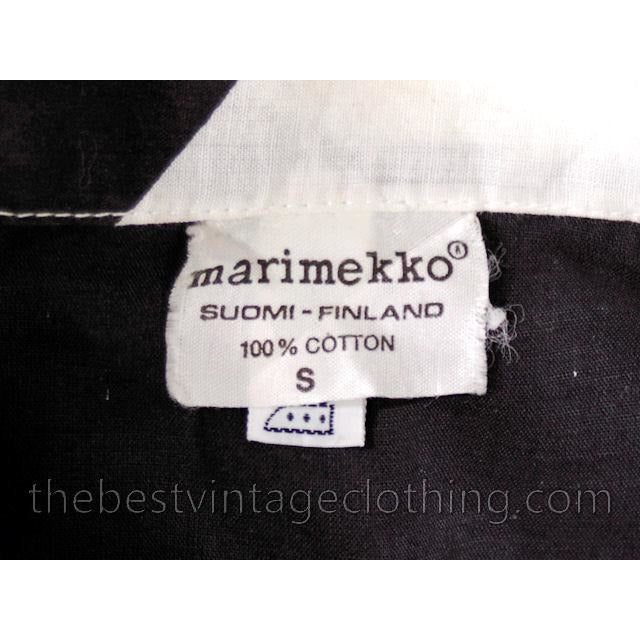 marimekko®
SUOMI - FINLAND
100% COTTON
S
thebestvintageclothing.com